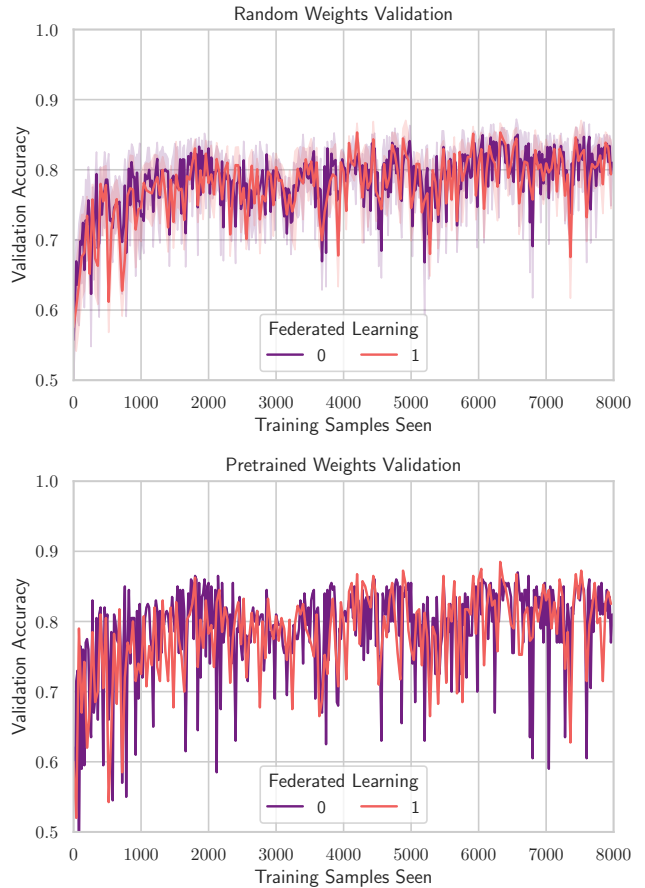 Random Weights Validation
1.0
0.9
0.8
0.7
0.6
0.5
Validation Accuracy
Federated Learning
0 1
0 1000 2000 3000 4000 5000 6000 7000 8000
Training Samples Seen
Pretrained Weights Validation
1.0
0.9
0.8
0.7
0.6
0.5
Validation Accuracy
Federated Learning
0 1
0 1000 2000 3000 4000 5000 6000 7000 8000
Training Samples Seen